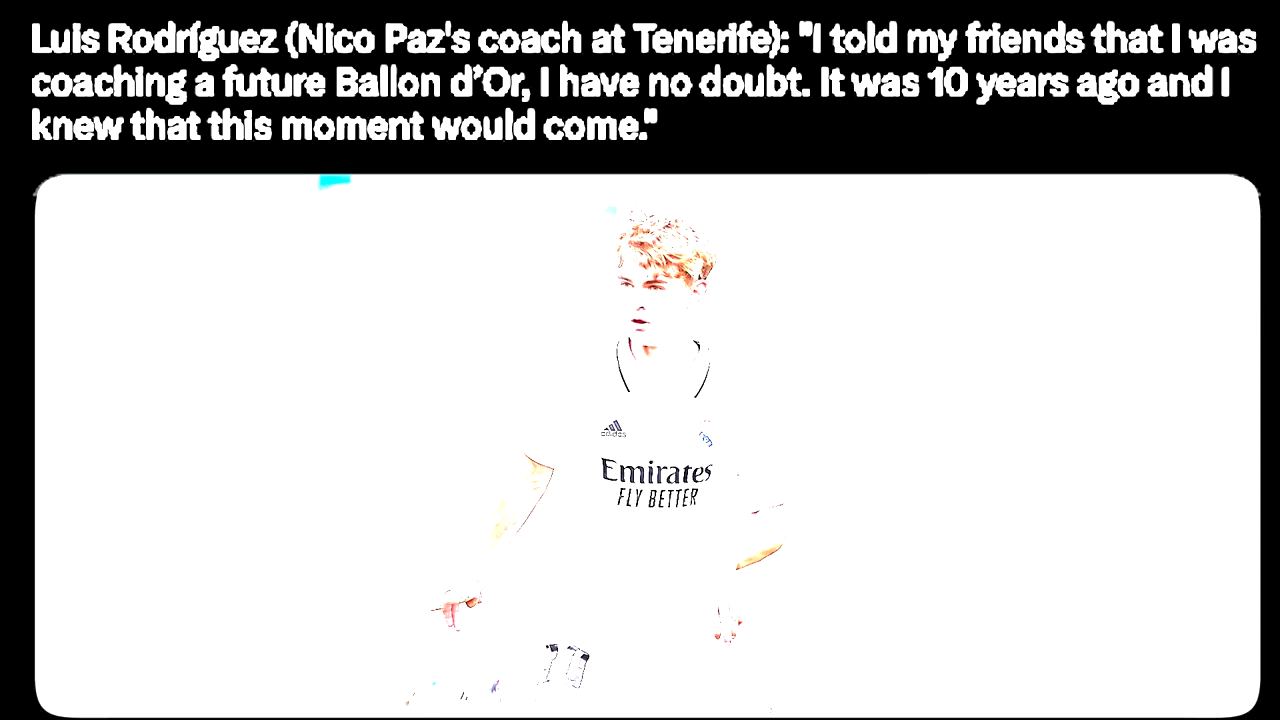 Luis Rodríguez (Nico Paz's coach at Tenerife): "I told my friends that I was
coaching a future Ballon d’Or, I have no doubt. It was 10 years ago and I
knew that this moment would come."
adidas
Emirates
FLY BETTER
10